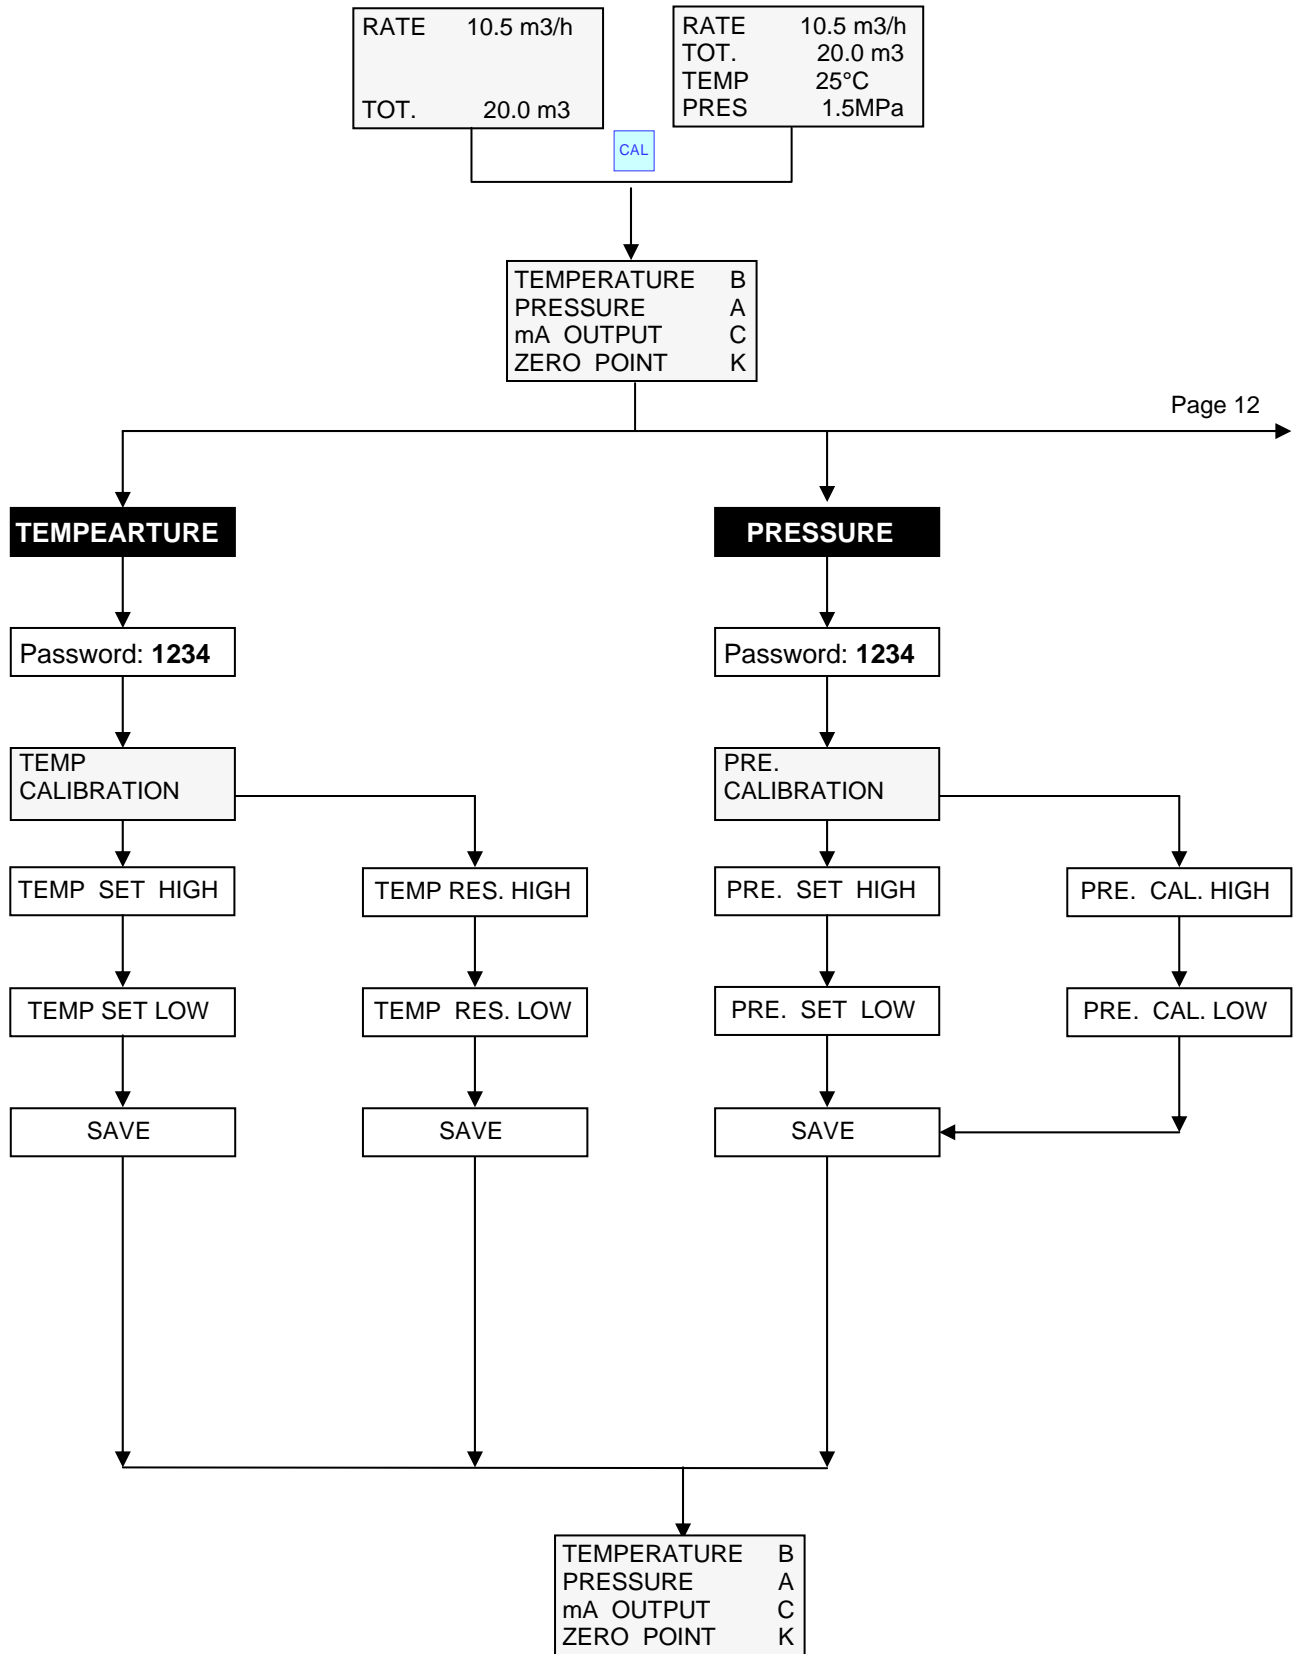 RATE 10.5 m3/h
TOT. 20.0 m3
RATE 10.5 m3/h
TOT. 20.0 m3
TEMP 25°C
PRES 1.5MPa
CAL
TEMPERATURE B
PRESSURE A
mA OUTPUT C
ZERO POINT K
Page 12
TEMPEARTURE
PRESSURE
Password: 1234
Password: 1234
TEMP
CALIBRATION
PRE.
CALIBRATION
TEMP SET HIGH
TEMP RES. HIGH
PRE. SET HIGH
PRE. CAL. HIGH
TEMP SET LOW
TEMP RES. LOW
PRE. SET LOW
PRE. CAL. LOW
SAVE
SAVE
SAVE
TEMPERATURE B
PRESSURE A
mA OUTPUT C
ZERO POINT K